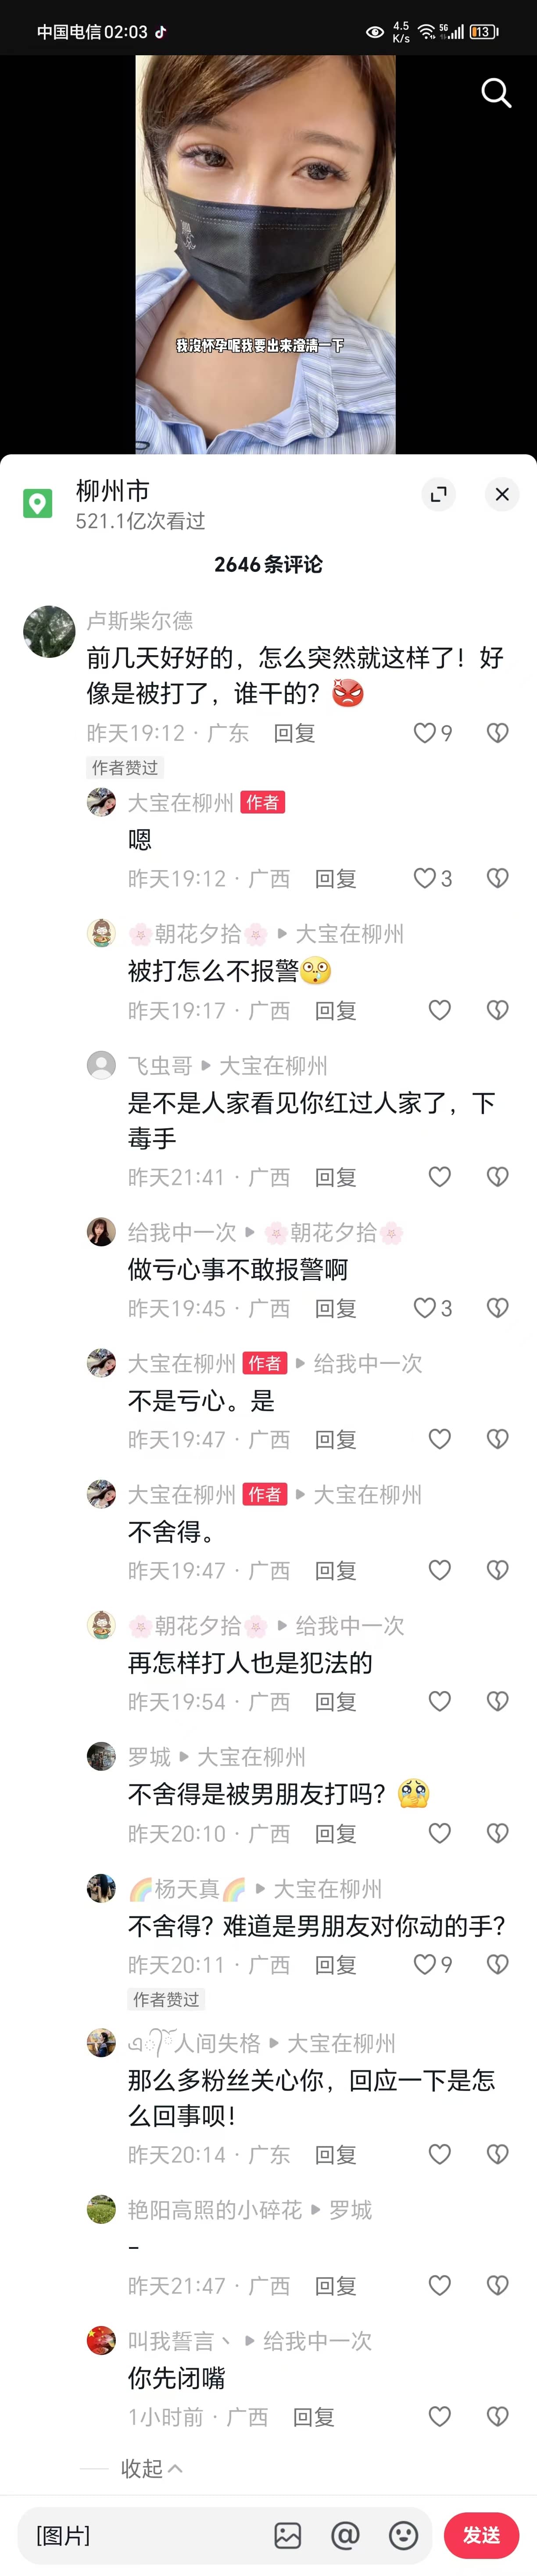 中国电信 02:03
4.5
K/s
5G
13
我没怀孕呢我要出来澄清一下
柳州市
521.1亿次看过
2646条评论
卢斯柴尔德
前几天好好的，怎么突然就这样了！好
像是被打了，谁干的？😡
昨天19:12 · 广东 回复 9
作者赞过
大宝在柳州 作者
嗯
昨天19:12 · 广西 回复 3
🌸朝花夕拾🌸 ▸ 大宝在柳州
被打怎么不报警
昨天19:17 · 广西 回复
飞虫哥 ▸ 大宝在柳州
是不是人家看见你红过人家了，下
毒手
昨天21:41 · 广西 回复
给我中一次 ▸ 🌸朝花夕拾🌸
做亏心事不敢报警啊
昨天19:45 · 广西 回复 3
大宝在柳州 作者 ▸ 给我中一次
不是亏心。是
昨天19:47 · 广西 回复
大宝在柳州 作者 ▸ 大宝在柳州
不舍得。
昨天19:47 · 广西 回复
🌸朝花夕拾🌸 ▸ 给我中一次
再怎样打人也是犯法的
昨天19:54 · 广西 回复
罗城 ▸ 大宝在柳州
不舍得是被男朋友打吗？
昨天20:10 · 广西 回复
🌈杨天真🌈 ▸ 大宝在柳州
不舍得？难道是男朋友对你动的手？
昨天20:11 · 广西 回复 9
作者赞过
人间失格 ▸ 大宝在柳州
那么多粉丝关心你，回应一下是怎
么回事呗！
昨天20:14 · 广东 回复
艳阳高照的小碎花 ▸ 罗城
–
昨天21:47 · 广西 回复
叫我誓言丶 ▸ 给我中一次
你先闭嘴
1小时前 · 广西 回复
收起
[图片] @ 发送